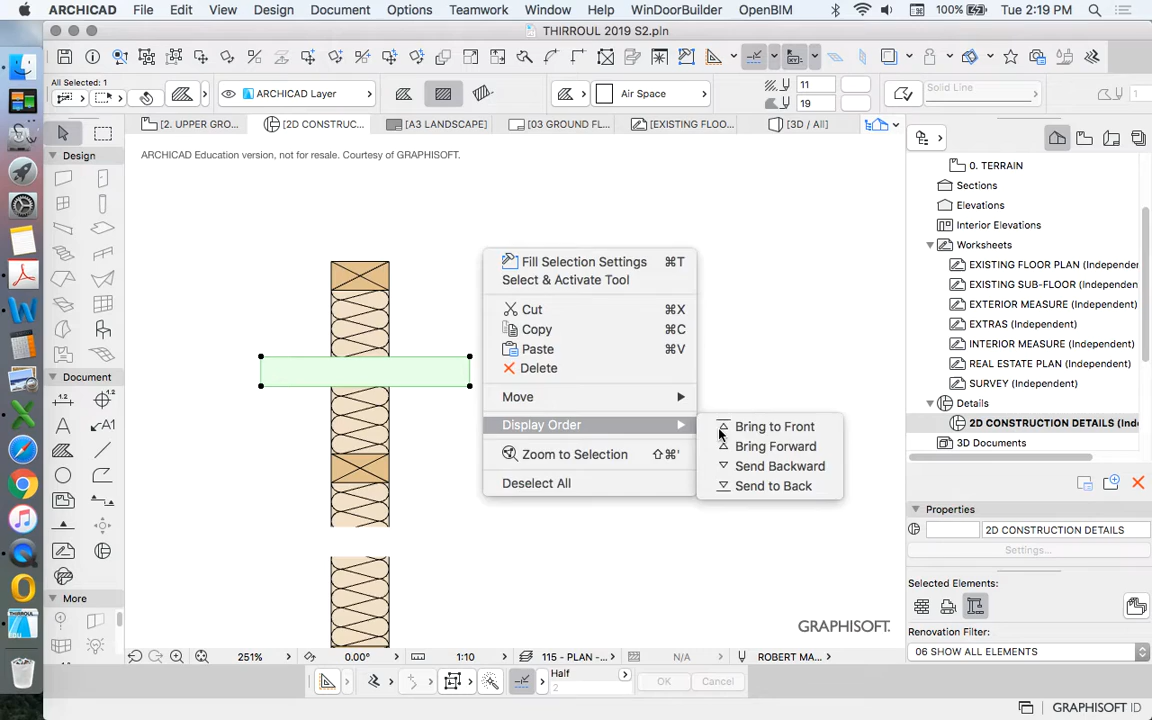 ARCHICAD File Edit View Design Document Options Teamwork Window Help WinDoorBuilder OpenBIM 100% Tue 2:19 PM
THIRROUL 2019 S2.pln
All Selected: 1
ARCHICAD Layer
11
19
Air Space
Solid Line
1
[2. UPPER GRO... [2D CONSTRUC... [A3 LANDSCAPE] [03 GROUND FL... [EXISTING FLOO... [3D / All]
ARCHICAD Education version, not for resale. Courtesy of GRAPHISOFT.
Design
Document
More
Fill Selection Settings ⌘T
Select & Activate Tool
Cut ⌘X
Copy ⌘C
Paste ⌘V
Delete
Move
Display Order
Zoom to Selection ⇧⌘'
Deselect All
Bring to Front
Bring Forward
Send Backward
Send to Back
0. TERRAIN
Sections
Elevations
Interior Elevations
Worksheets
EXISTING FLOOR PLAN (Independen
EXISTING SUB-FLOOR (Independen
EXTERIOR MEASURE (Independen
EXTRAS (Independent)
INTERIOR MEASURE (Independen
REAL ESTATE PLAN (Independent)
SURVEY (Independent)
Details
2D CONSTRUCTION DETAILS (Ind
3D Documents
Properties
2D CONSTRUCTION DETAILS
Settings...
Selected Elements:
Renovation Filter:
06 SHOW ALL ELEMENTS
GRAPHISOFT.
251% 0.00° 1:10 115 - PLAN -... N/A ROBERT MA...
Half
2
OK Cancel
GRAPHISOFT ID